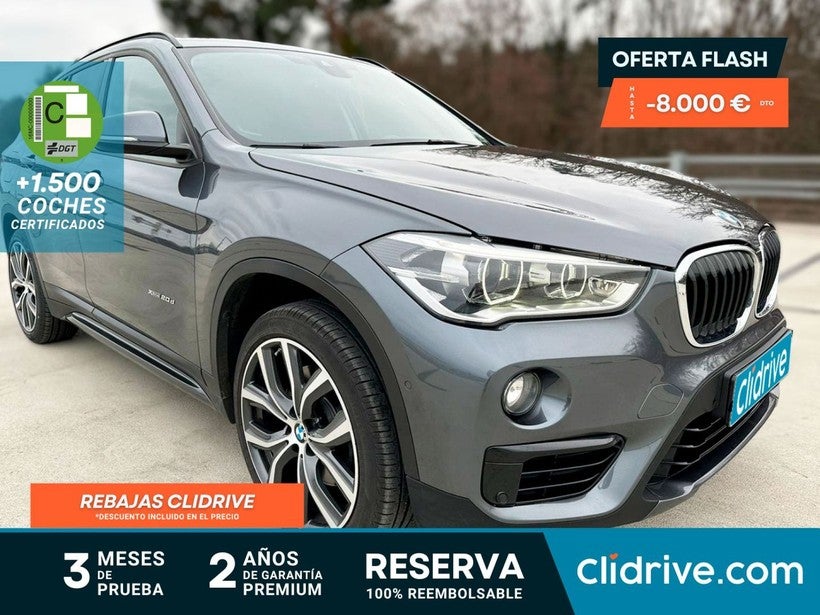 OFERTA FLASH
HASTA
-8.000 €
DTO
C
DGT
+1.500
COCHES
CERTIFICADOS
xDrive 20d
Clidrive
REBAJAS CLIDRIVE
*DESCUENTO INCLUIDO EN EL PRECIO
3 MESES
DE
PRUEBA
2 AÑOS
DE GARANTÍA
PREMIUM
RESERVA
100% REEMBOLSABLE
Clidrive.com